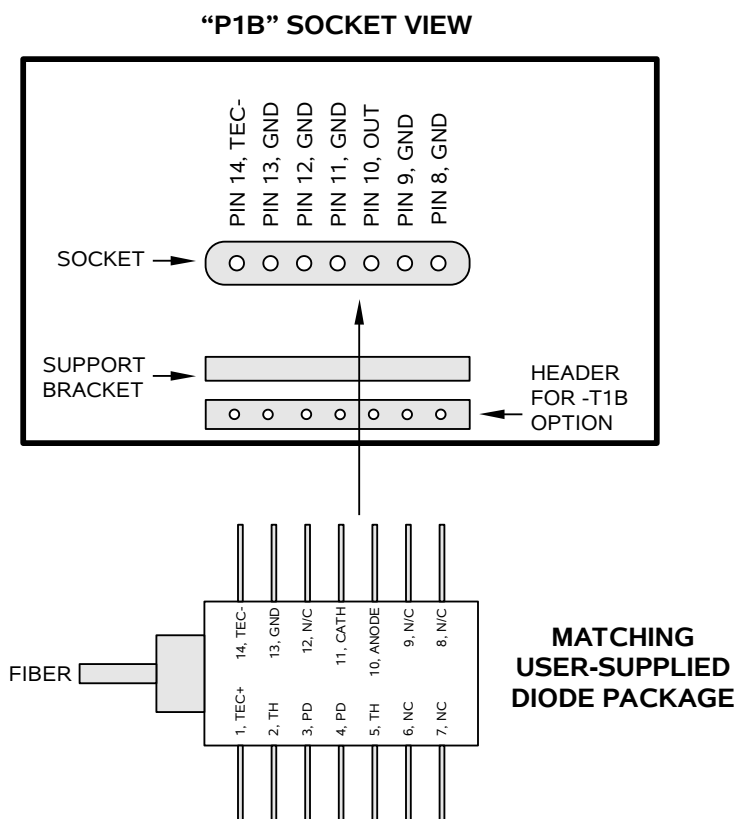 “P1B” SOCKET VIEW
PIN 14, TEC-
PIN 13, GND
PIN 12, GND
PIN 11, GND
PIN 10, OUT
PIN 9, GND
PIN 8, GND
SOCKET
SUPPORT
BRACKET
HEADER
FOR -T1B
OPTION
14, TEC-
13, GND
12, N/C
11, CATH
10, ANODE
9, N/C
8, N/C
FIBER
1, TEC+
2, TH
3, PD
4, PD
5, TH
6, NC
7, NC
MATCHING
USER-SUPPLIED
DIODE PACKAGE